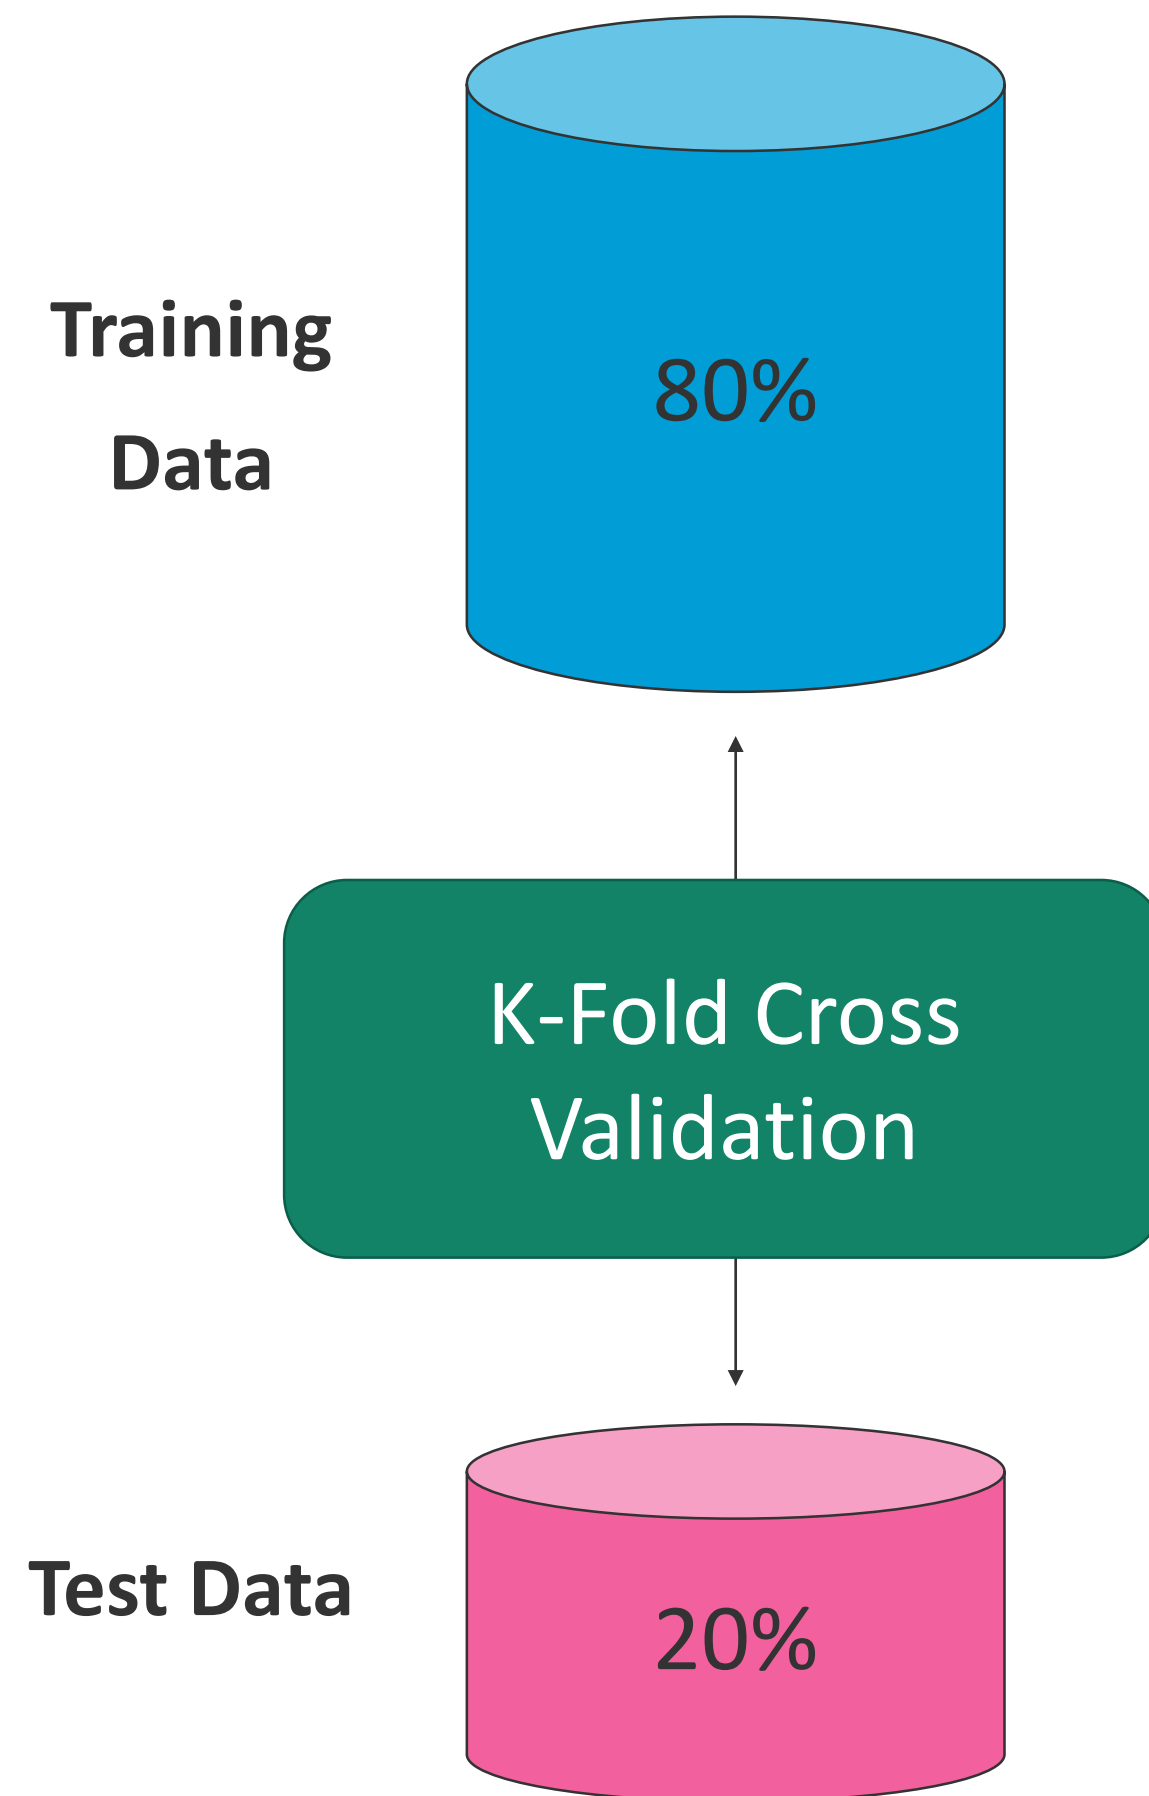 Training
Data
80%
K-Fold Cross
Validation
Test Data
20%